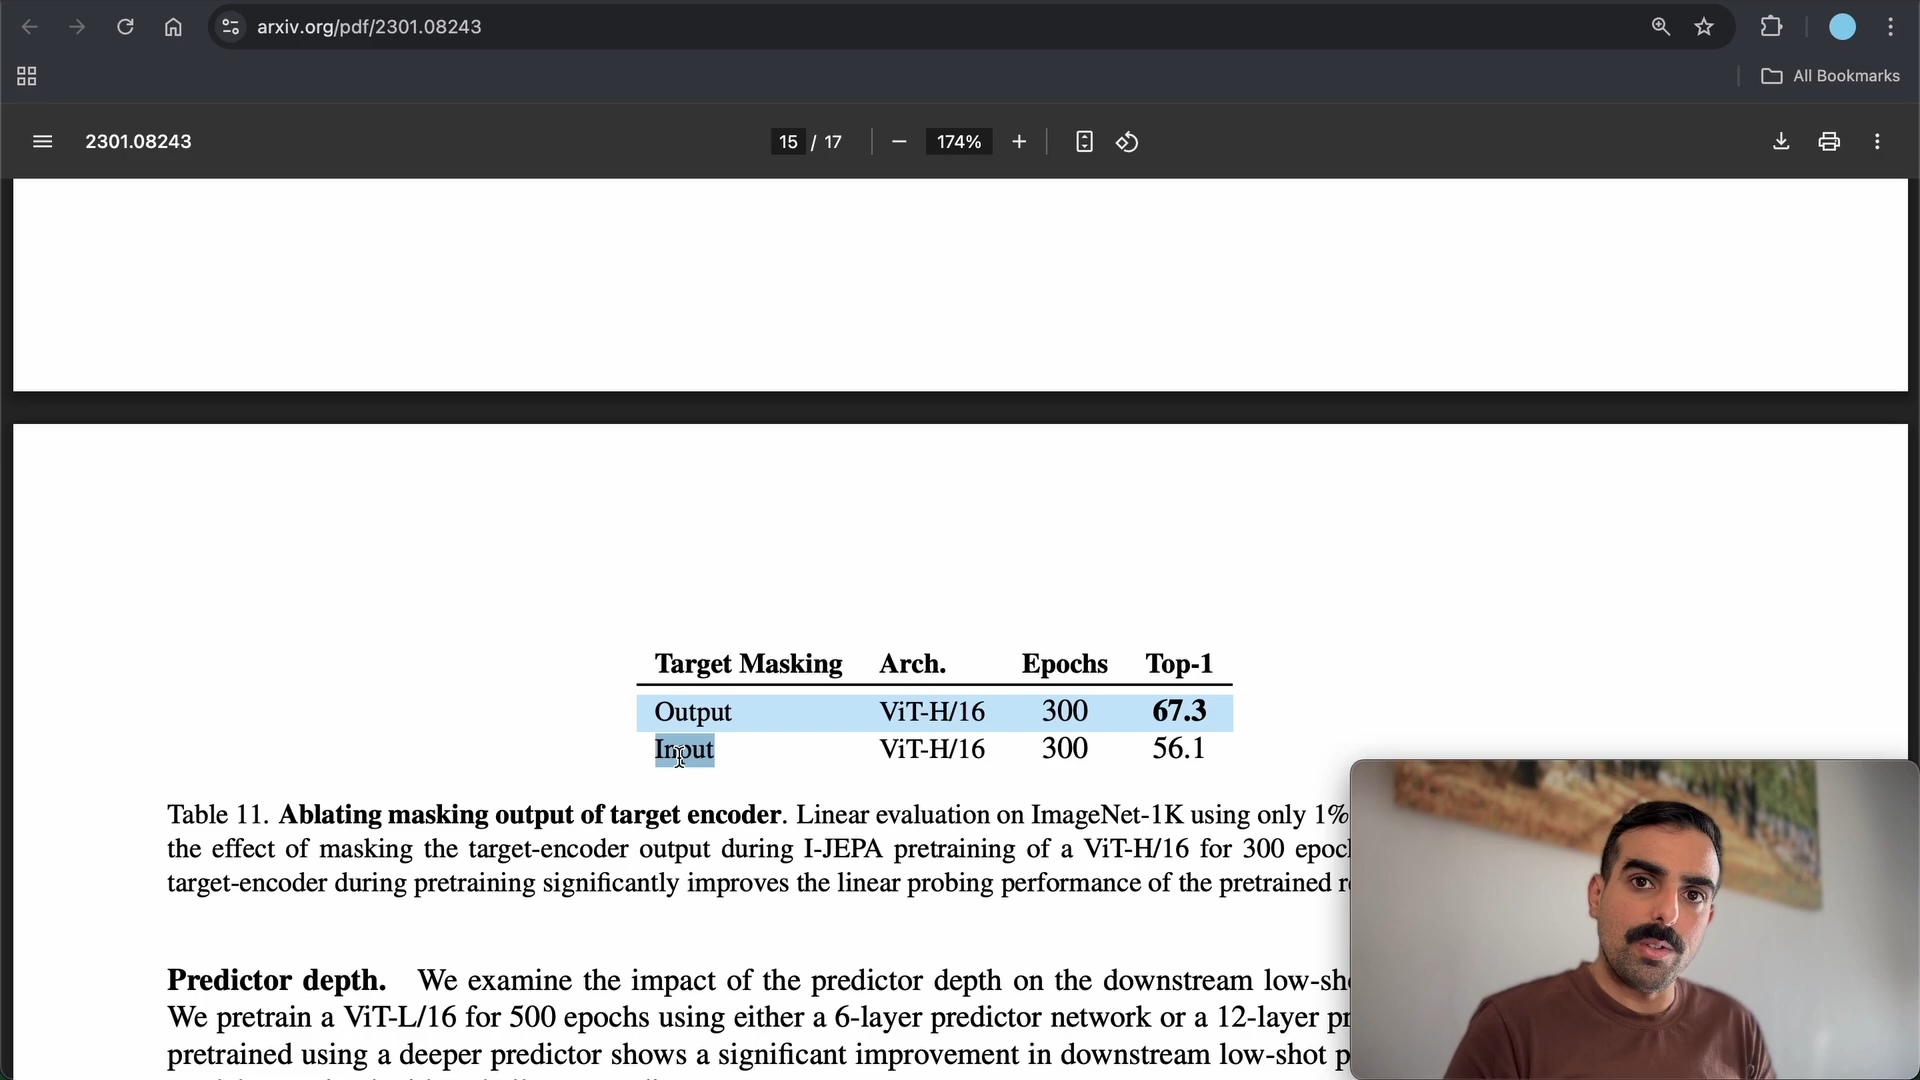 arxiv.org/pdf/2301.08243
All Bookmarks
2301.08243
15 / 17
174%
Target Masking Arch. Epochs Top-1
Output ViT-H/16 300 67.3
Input ViT-H/16 300 56.1
Table 11. Ablating masking output of target encoder. Linear evaluation on ImageNet-1K using only 1%
the effect of masking the target-encoder output during I-JEPA pretraining of a ViT-H/16 for 300
target-encoder during pretraining significantly improves the linear probing performance of the pretrained
Predictor depth. We examine the impact of the predictor depth on the downstream
We pretrain a ViT-L/16 for 500 epochs using either a 6-layer predictor network or a 12-layer
pretrained using a deeper predictor shows a significant improvement in downstream low-shot